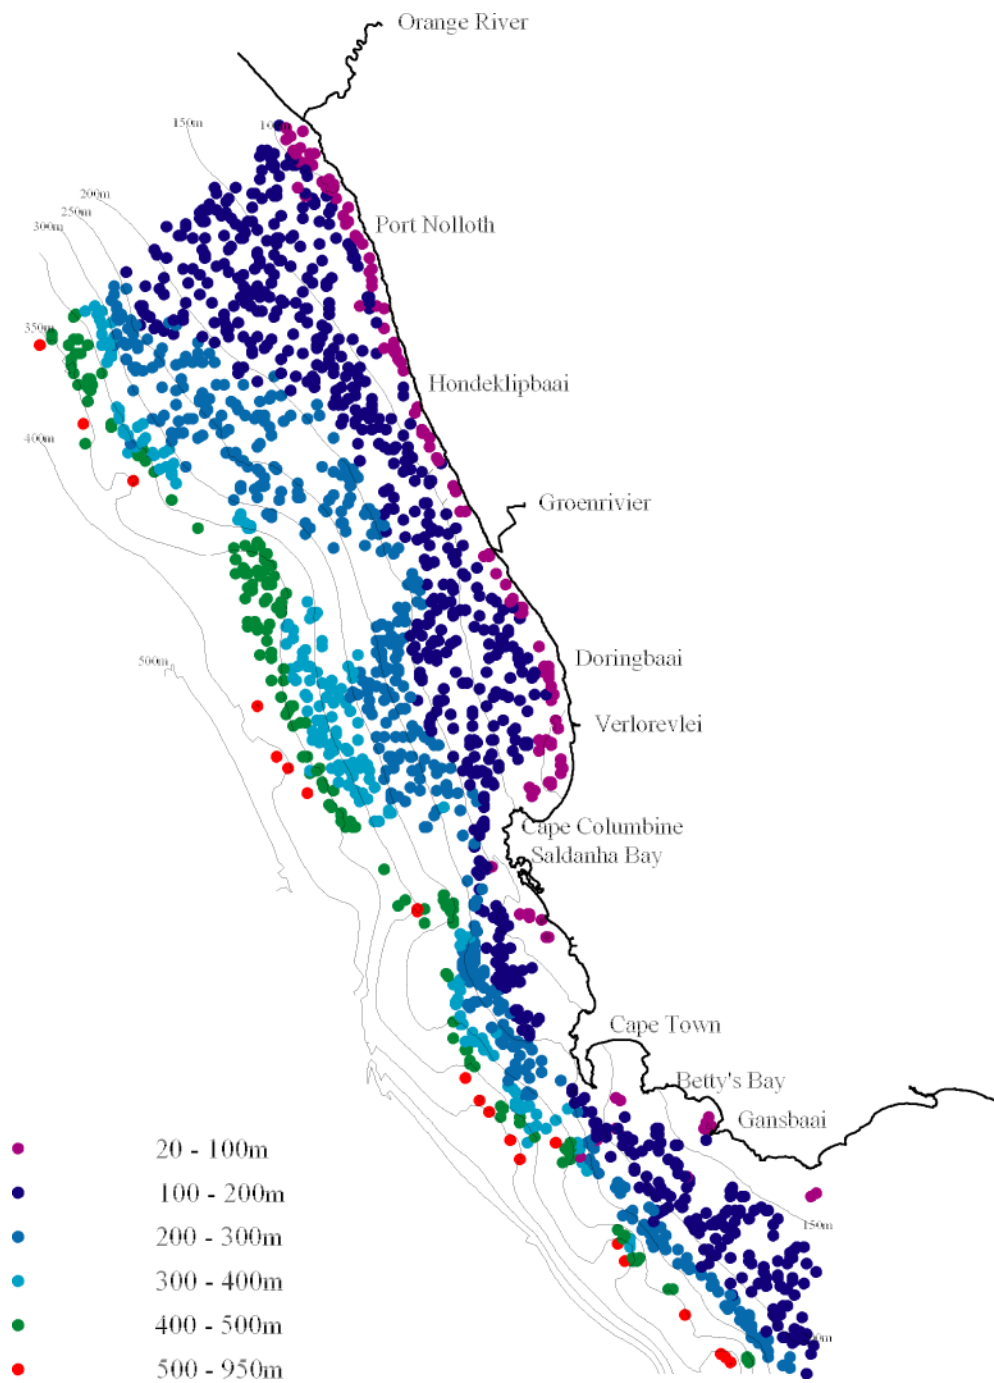 Orange River
150m
Port Nolloth
200m
250m
300m
350m
Hondeklipbaai
400m
Groenrivier
500m
Doringbaai
Verlorevlei
Cape Columbine
Saldanha Bay
Cape Town
Betty's Bay
Gansbaai
20 - 100m
100 - 200m
150m
200 - 300m
300 - 400m
400 - 500m
500 - 950m